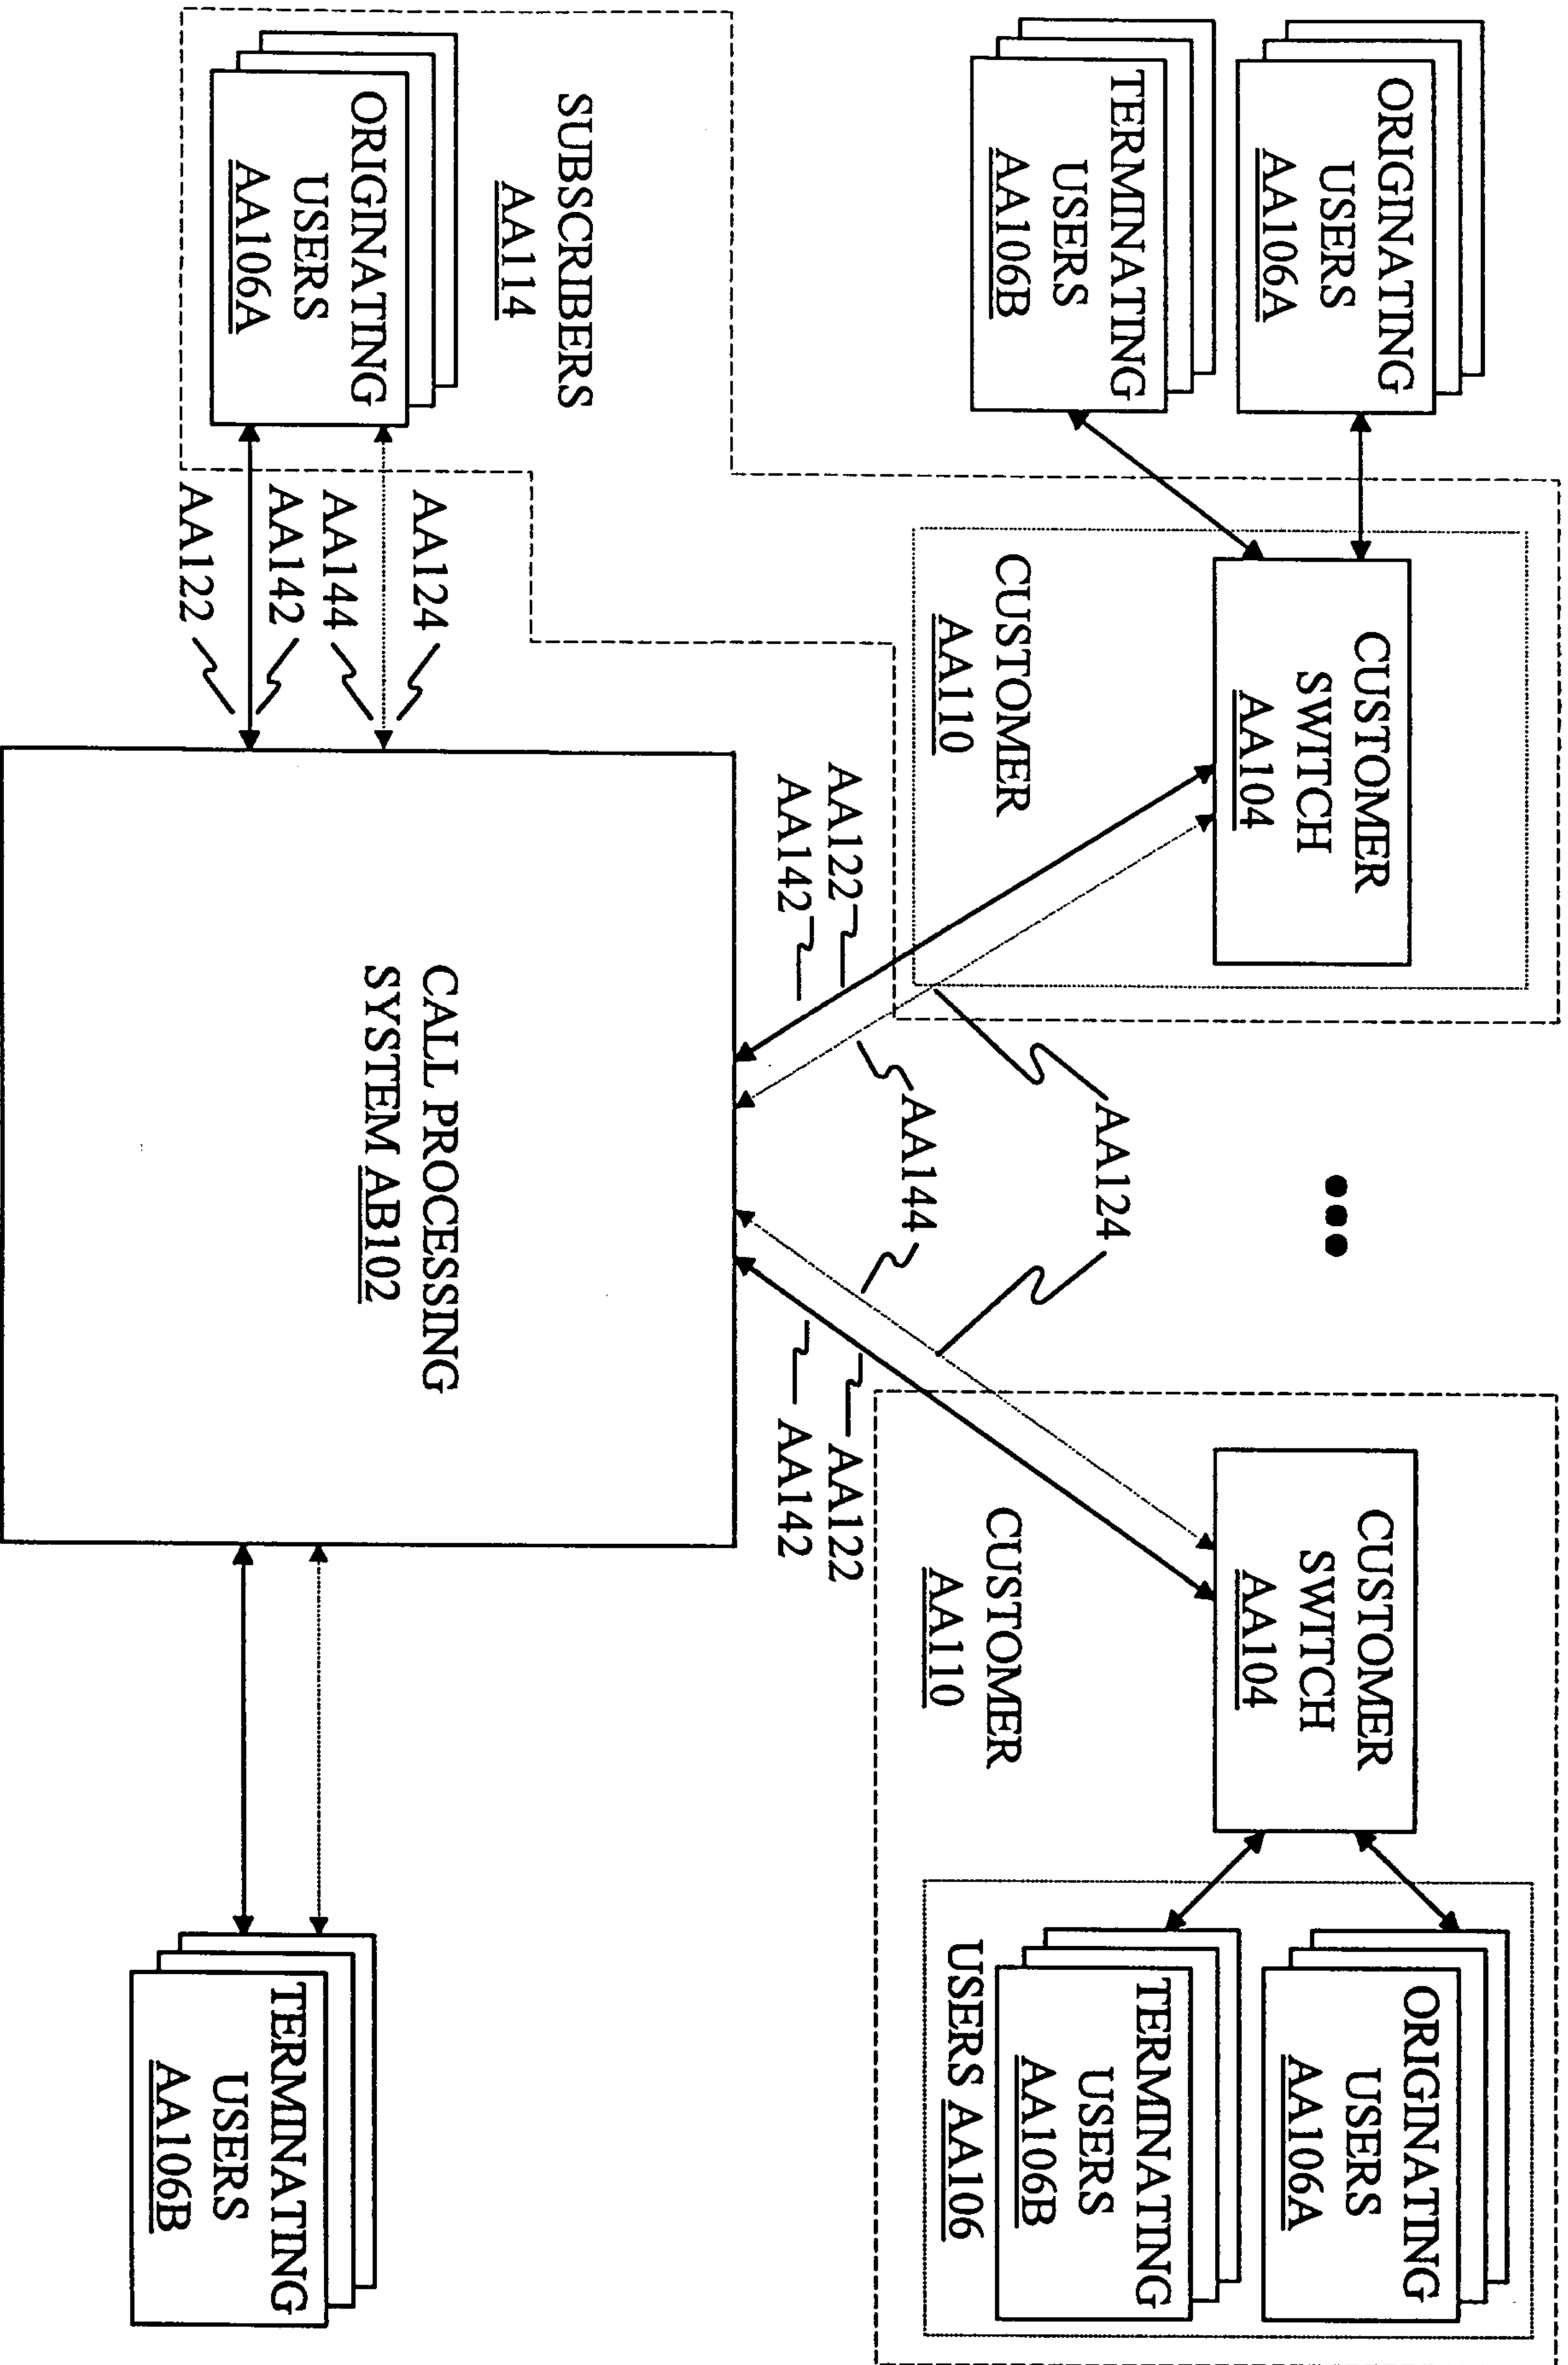 ORIGINATING
USERS
AA106A
TERMINATING
USERS
AA106B
CUSTOMER
SWITCH
AA104
CUSTOMER
AA110
•••
CUSTOMER
SWITCH
AA104
CUSTOMER
AA110
ORIGINATING
USERS
AA106A
TERMINATING
USERS
AA106B
USERS AA106
AA124
AA144
AA122
AA142
AA122
AA142
SUBSCRIBERS
AA114
ORIGINATING
USERS
AA106A
AA124
AA144
AA142
AA122
CALL PROCESSING
SYSTEM AB102
TERMINATING
USERS
AA106B